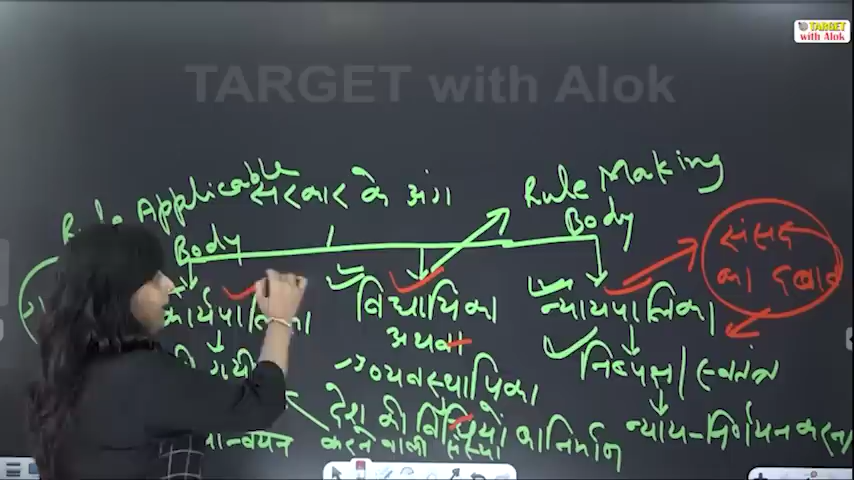 TARGET
with Alok
TARGET with Alok
Rule Applicable
Body
सरकार के अंग
Rule Making
Body
कार्यपालिका
विधायिका
अथवा
व्यवस्थापिका
देश की विधियों का निर्माण
करने वाली संस्था
न्यायपालिका
निष्पक्ष/स्वतंत्र
न्याय-निर्णयन करना
संसद
का दबाव